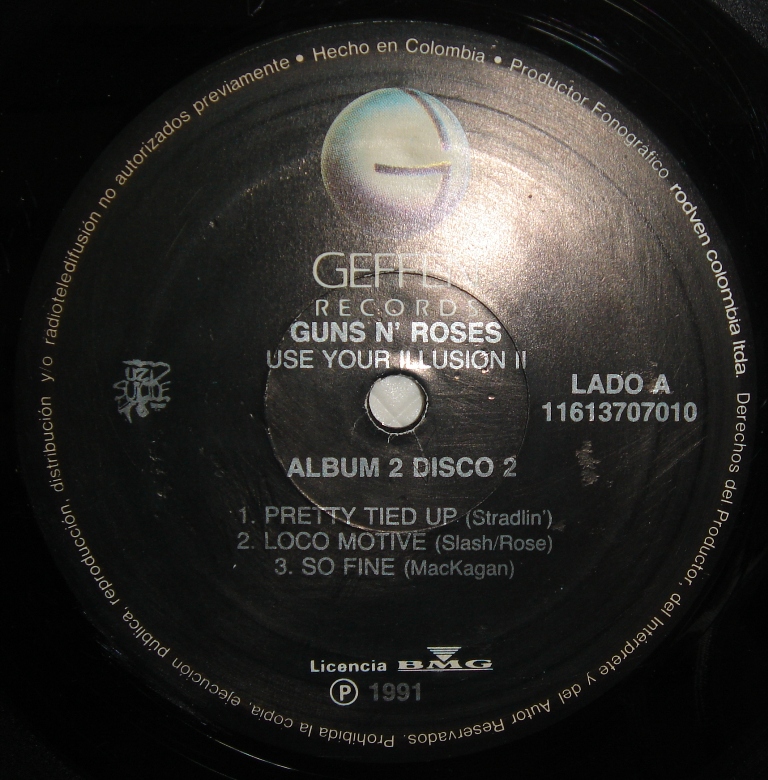 Hecho en Colombia • Productor Fonográfico rodven colombia ltda. Derechos del Productor, del Intérprete y del Autor Reservados. Prohibida la copia, ejecución pública, reproducción, distribución y/o radioteledifusión no autorizados previamente •
GEFFEN
RECORDS
GUNS N' ROSES
USE YOUR ILLUSION II
LADO A
11613707010
ALBUM 2 DISCO 2
1. PRETTY TIED UP (Stradlin')
2. LOCO MOTIVE (Slash/Rose)
3. SO FINE (MacKagan)
Licencia BMG
℗ 1991